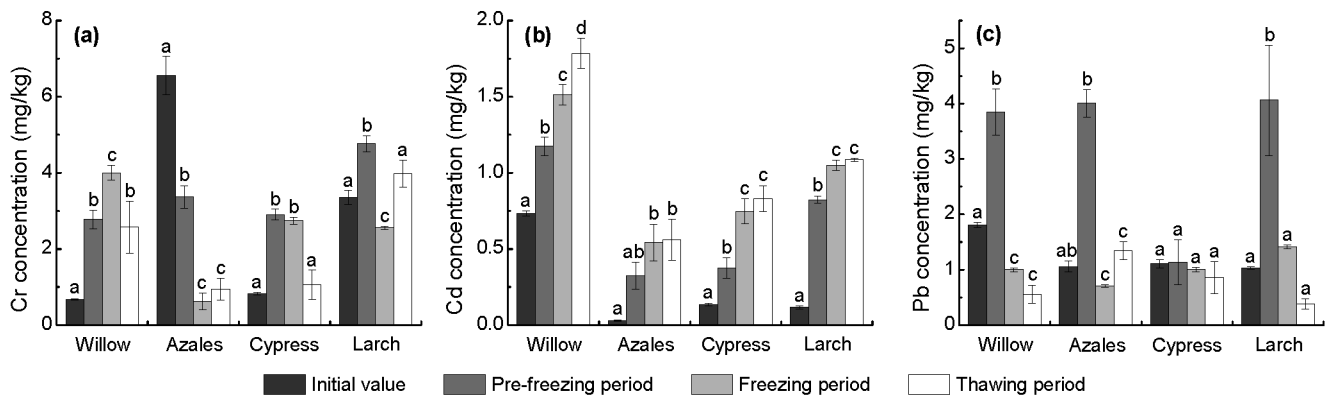 (a)
Cr concentration (mg/kg)
8
6
4
2
0
a
b
c
b
a
b
c
c
a
b
b
a
a
b
c
a
Willow
Azales
Cypress
Larch
(b)
Cd concentration (mg/kg)
2.0
1.5
1.0
0.5
0.0
a
b
c
d
a
ab
b
b
a
b
c
c
a
b
c
c
Willow
Azales
Cypress
Larch
(c)
Pb concentration (mg/kg)
5
4
3
2
1
0
a
b
c
c
ab
b
c
c
a
a
a
a
a
b
a
a
Willow
Azales
Cypress
Larch
Initial value
Pre-freezing period
Freezing period
Thawing period